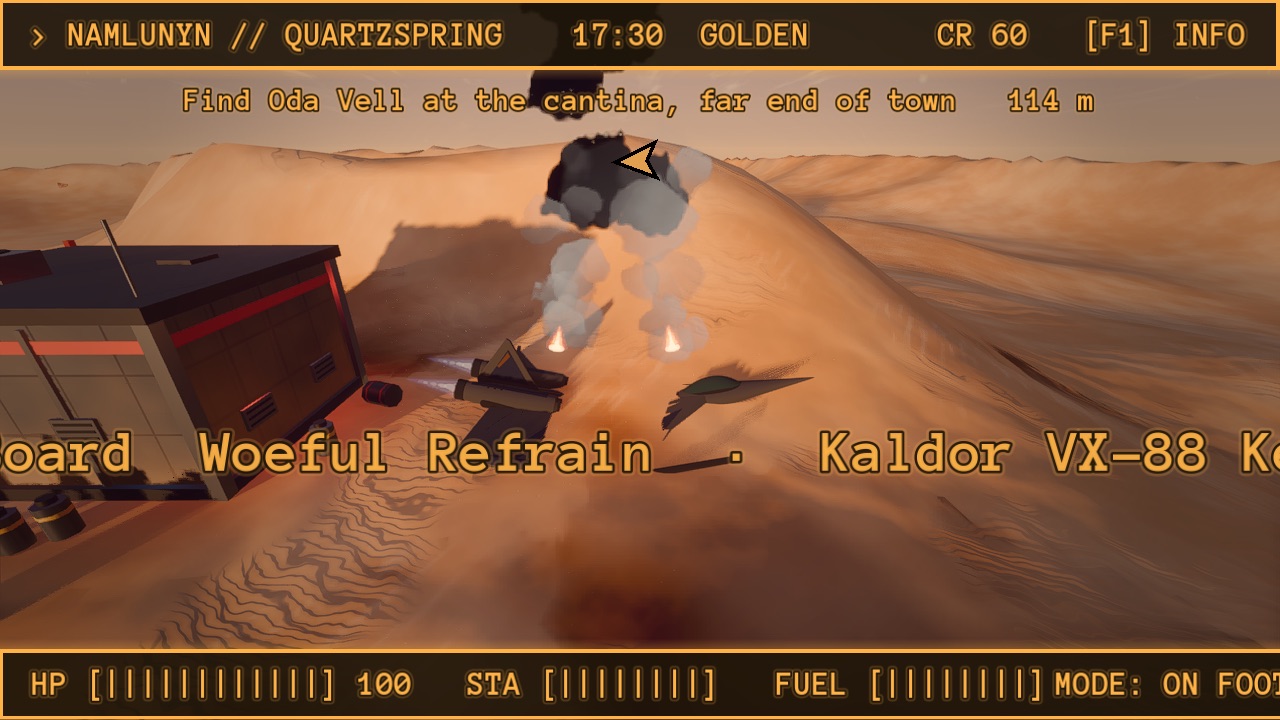 › NAMLUNYN // QUARTZSPRING 17:30 GOLDEN CR 60 [F1] INFO
Find Oda Vell at the cantina, far end of town 114 m
oard Woeful Refrain · Kaldor VX—88 Ke
HP [||||||||||||] 100 STA [||||||||] FUEL [||||||||] MODE: ON FOOT